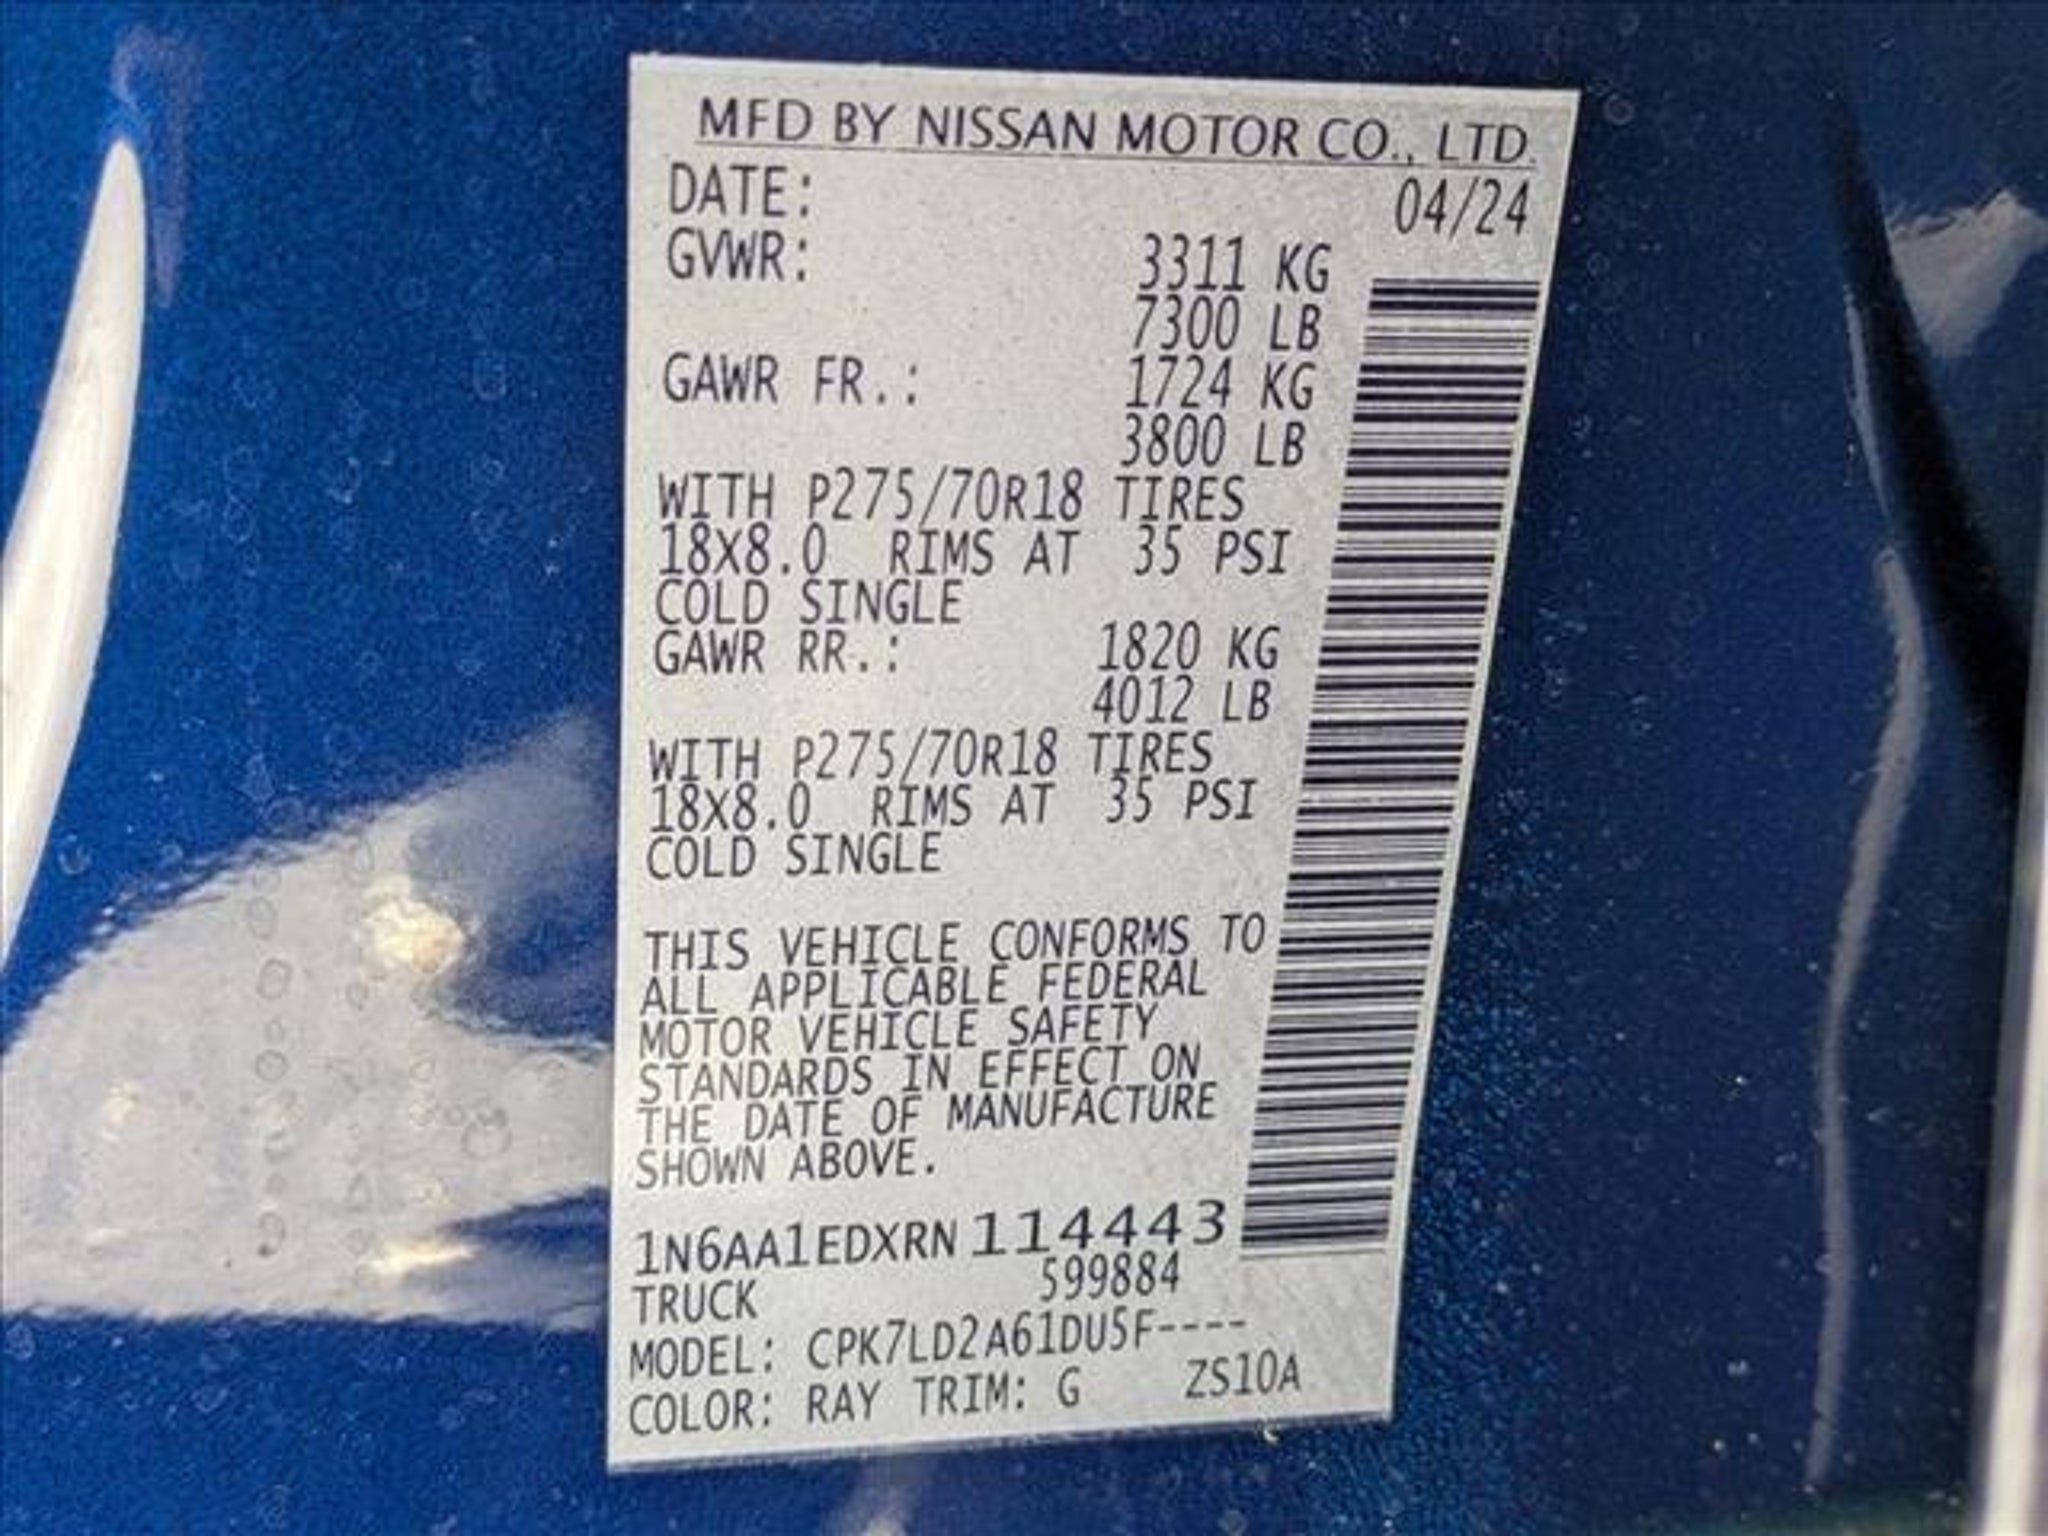 MFD BY NISSAN MOTOR CO., LTD.
DATE: 04/24
GVWR: 3311 KG
7300 LB
GAWR FR.: 1724 KG
3800 LB
WITH P275/70R18 TIRES
18X8.0 RIMS AT 35 PSI
COLD SINGLE
GAWR RR.: 1820 KG
4012 LB
WITH P275/70R18 TIRES
18X8.0 RIMS AT 35 PSI
COLD SINGLE
THIS VEHICLE CONFORMS TO
ALL APPLICABLE FEDERAL
MOTOR VEHICLE SAFETY
STANDARDS IN EFFECT ON
THE DATE OF MANUFACTURE
SHOWN ABOVE.
1N6AA1EDXRN114443
TRUCK 599884
MODEL: CPK7LD2A61DU5F----
COLOR: RAY TRIM: G ZS10A